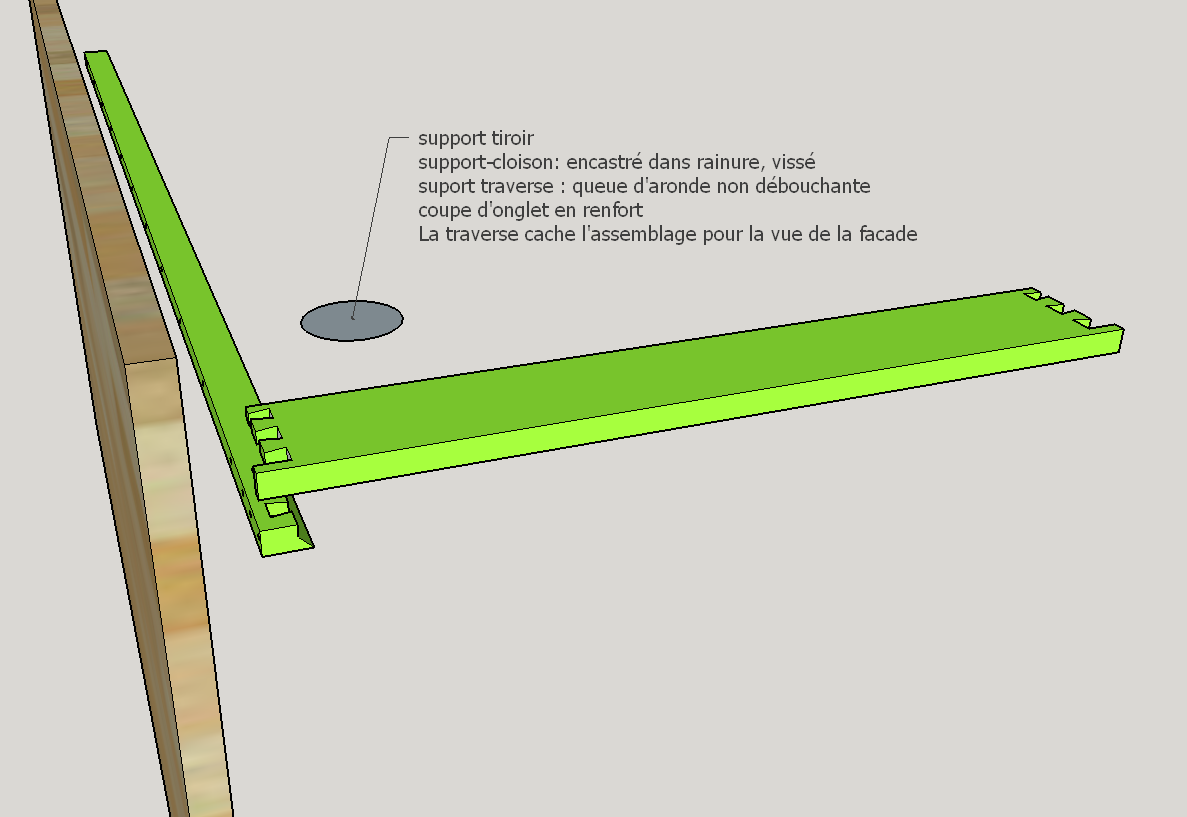 support tiroir
support-cloison: encastré dans rainure, vissé
suport traverse : queue d'aronde non débouchante
coupe d'onglet en renfort
La traverse cache l'assemblage pour la vue de la facade